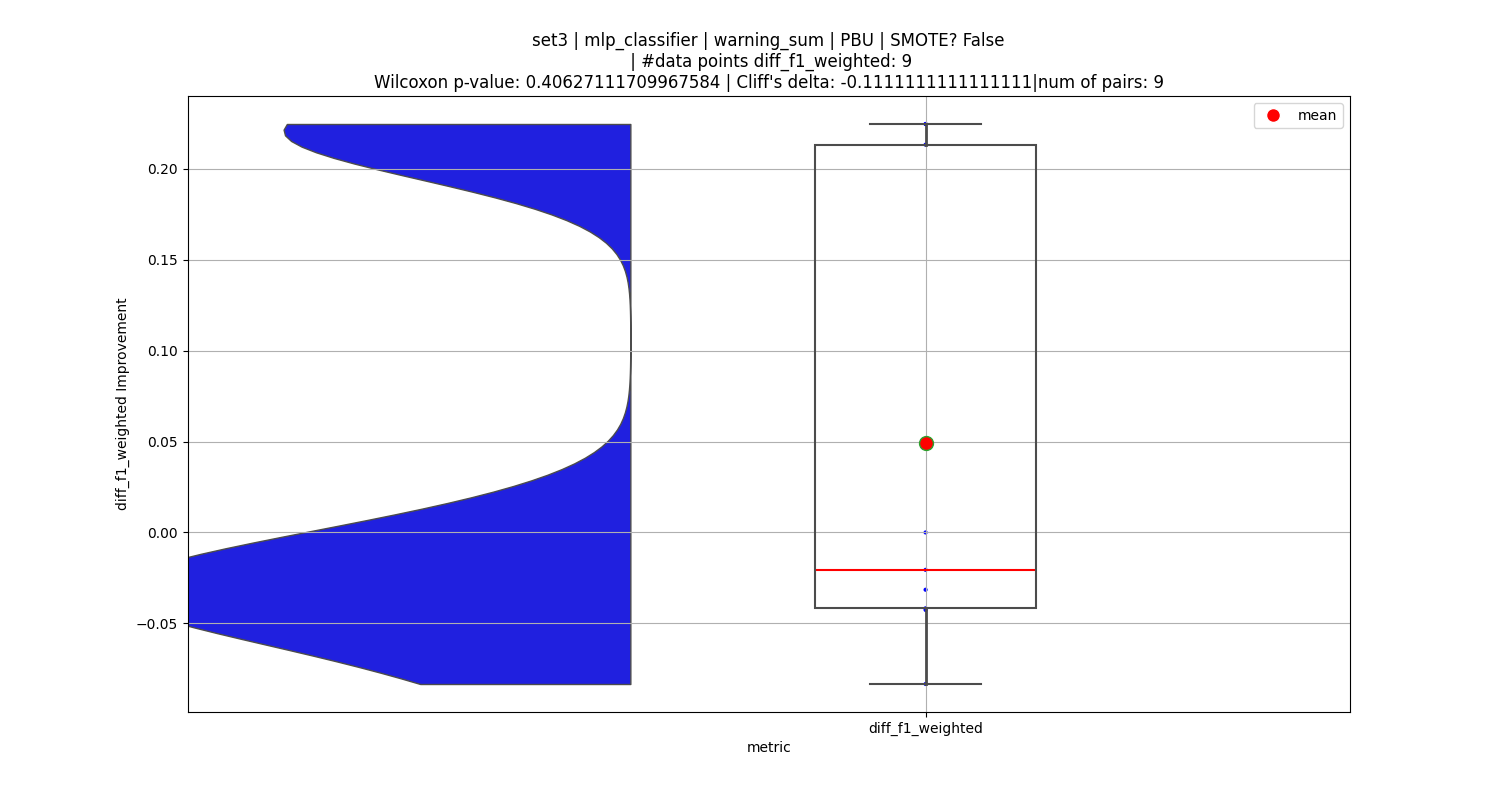 set3 | mlp_classifier | warning_sum | PBU | SMOTE? False
| #data points diff_f1_weighted: 9
Wilcoxon p-value: 0.40627111709967584 | Cliff's delta: -0.1111111111111111|num of pairs: 9
mean
0.20
0.15
0.10
0.05
0.00
−0.05
diff_f1_weighted Improvement
diff_f1_weighted
metric